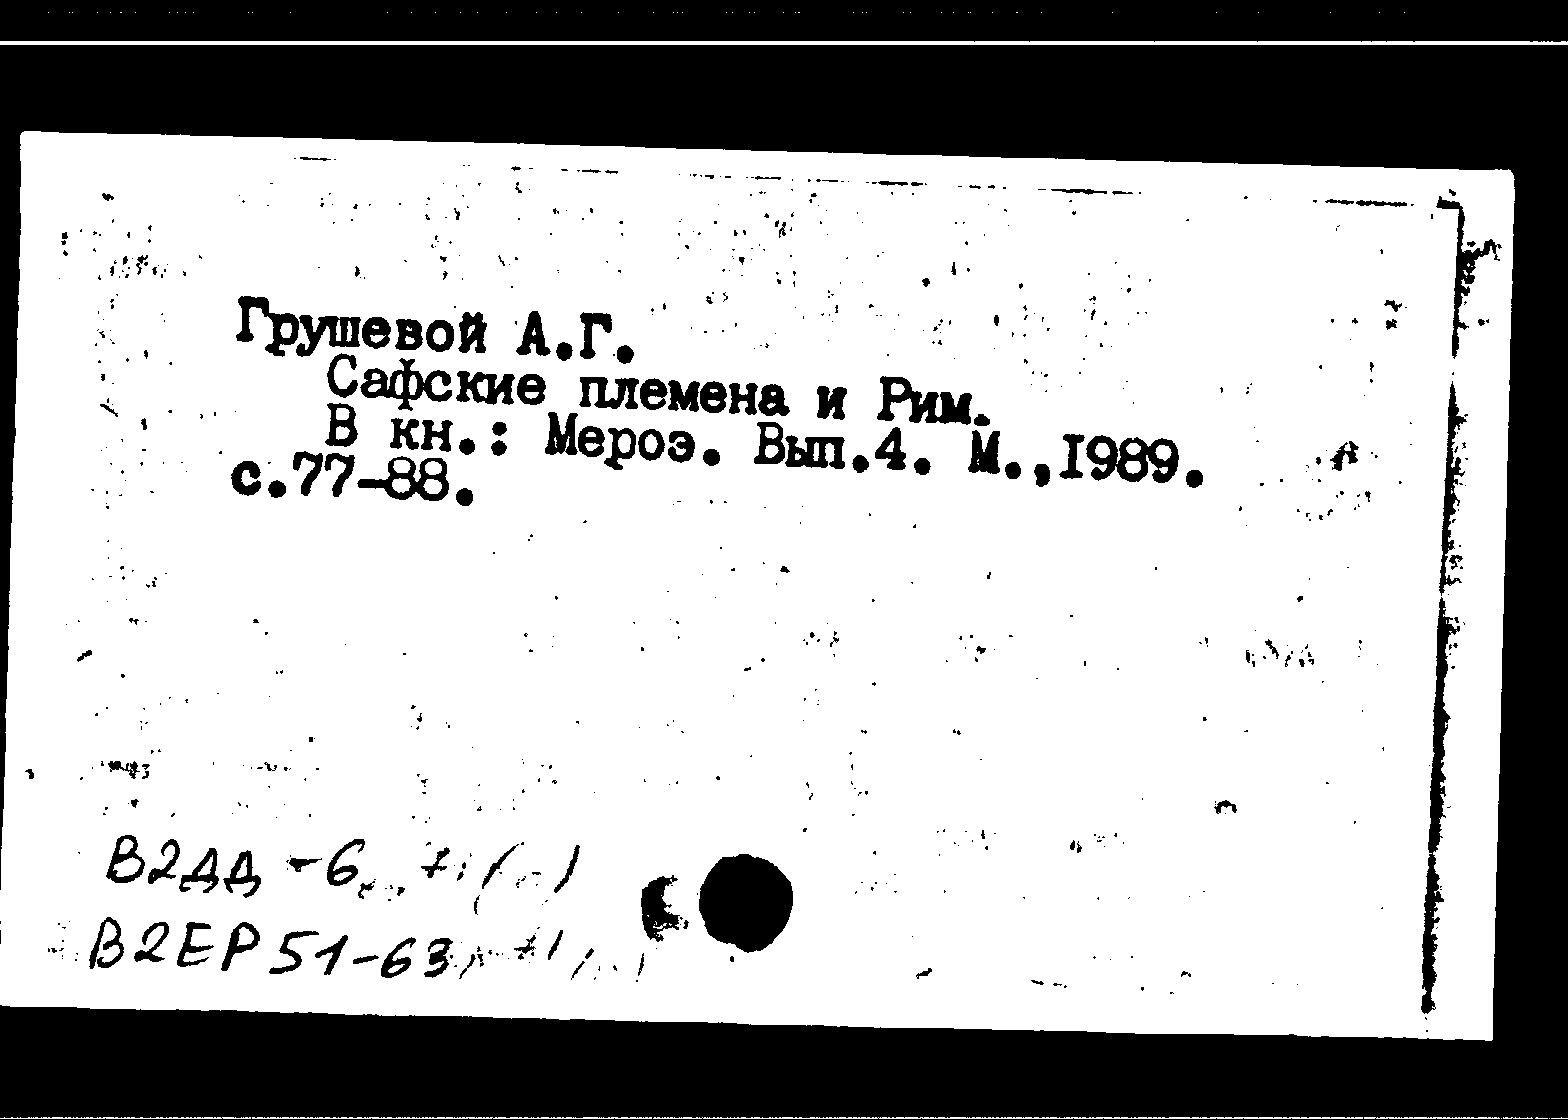 Грушевой А.Г.
Сафские племена и Рим.
В кн.: Мероэ. Вып.4. М.,1989.
с.77-88.
В2ДД-6
В2ЕР51-63